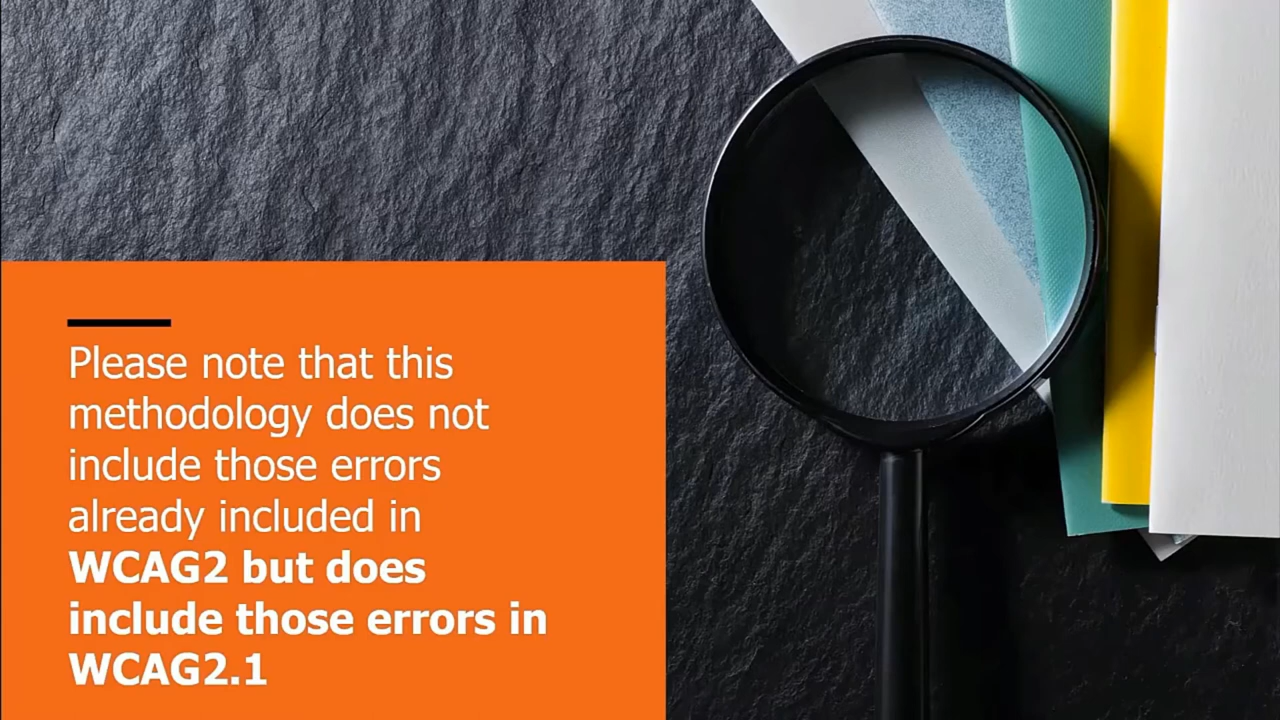 Please note that this
methodology does not
include those errors
already included in
WCAG2 but does
include those errors in
WCAG2.1